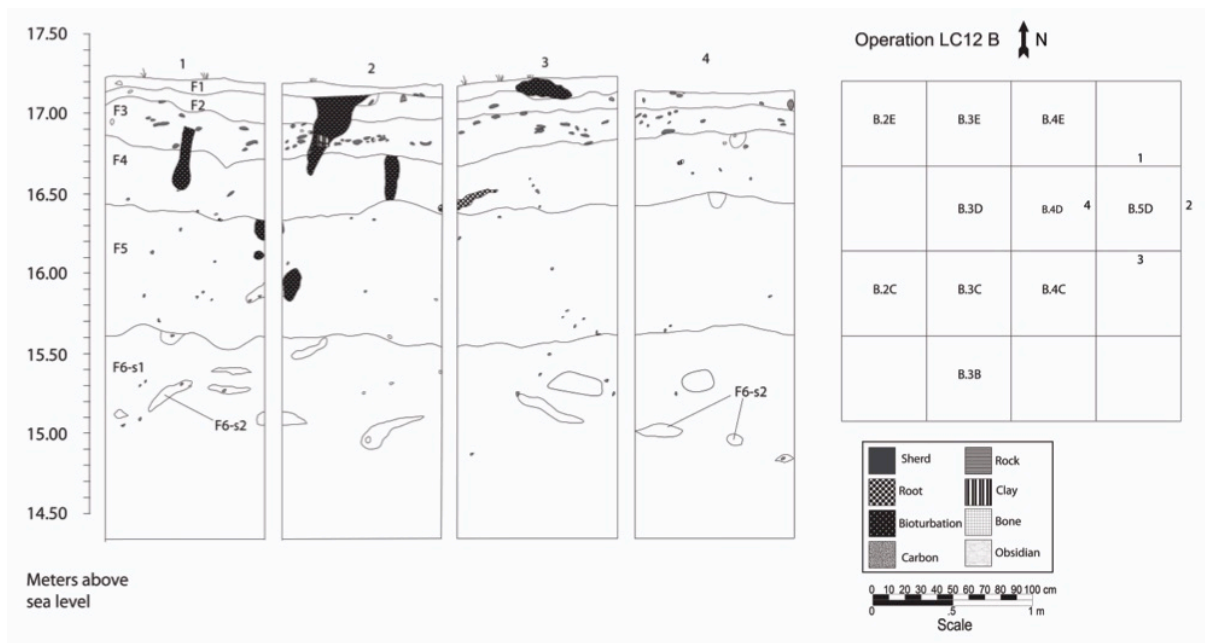 17.50
17.00
16.50
16.00
15.50
15.00
14.50
Meters above
sea level
1
2
3
4
F1
F2
F3
F4
F5
F6-s1
F6-s2
F6-s2
Operation LC12 B
N
B.2E
B.3E
B.4E
1
B.3D
B.4D
4
B.5D
2
3
B.2C
B.3C
B.4C
B.3B
Sherd
Rock
Root
Clay
Bioturbation
Bone
Carbon
Obsidian
0 10 20 30 40 50 60 70 80 90 100 cm
0 .5 1 m
Scale